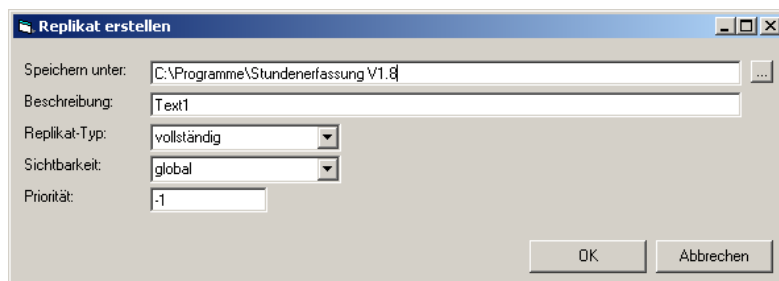 Replikat erstellen
Speichern unter: C:\Programme\Stundenerfassung V1.8 ...
Beschreibung: Text1
Replikat-Typ: vollständig
Sichtbarkeit: global
Priorität: -1
OK Abbrechen